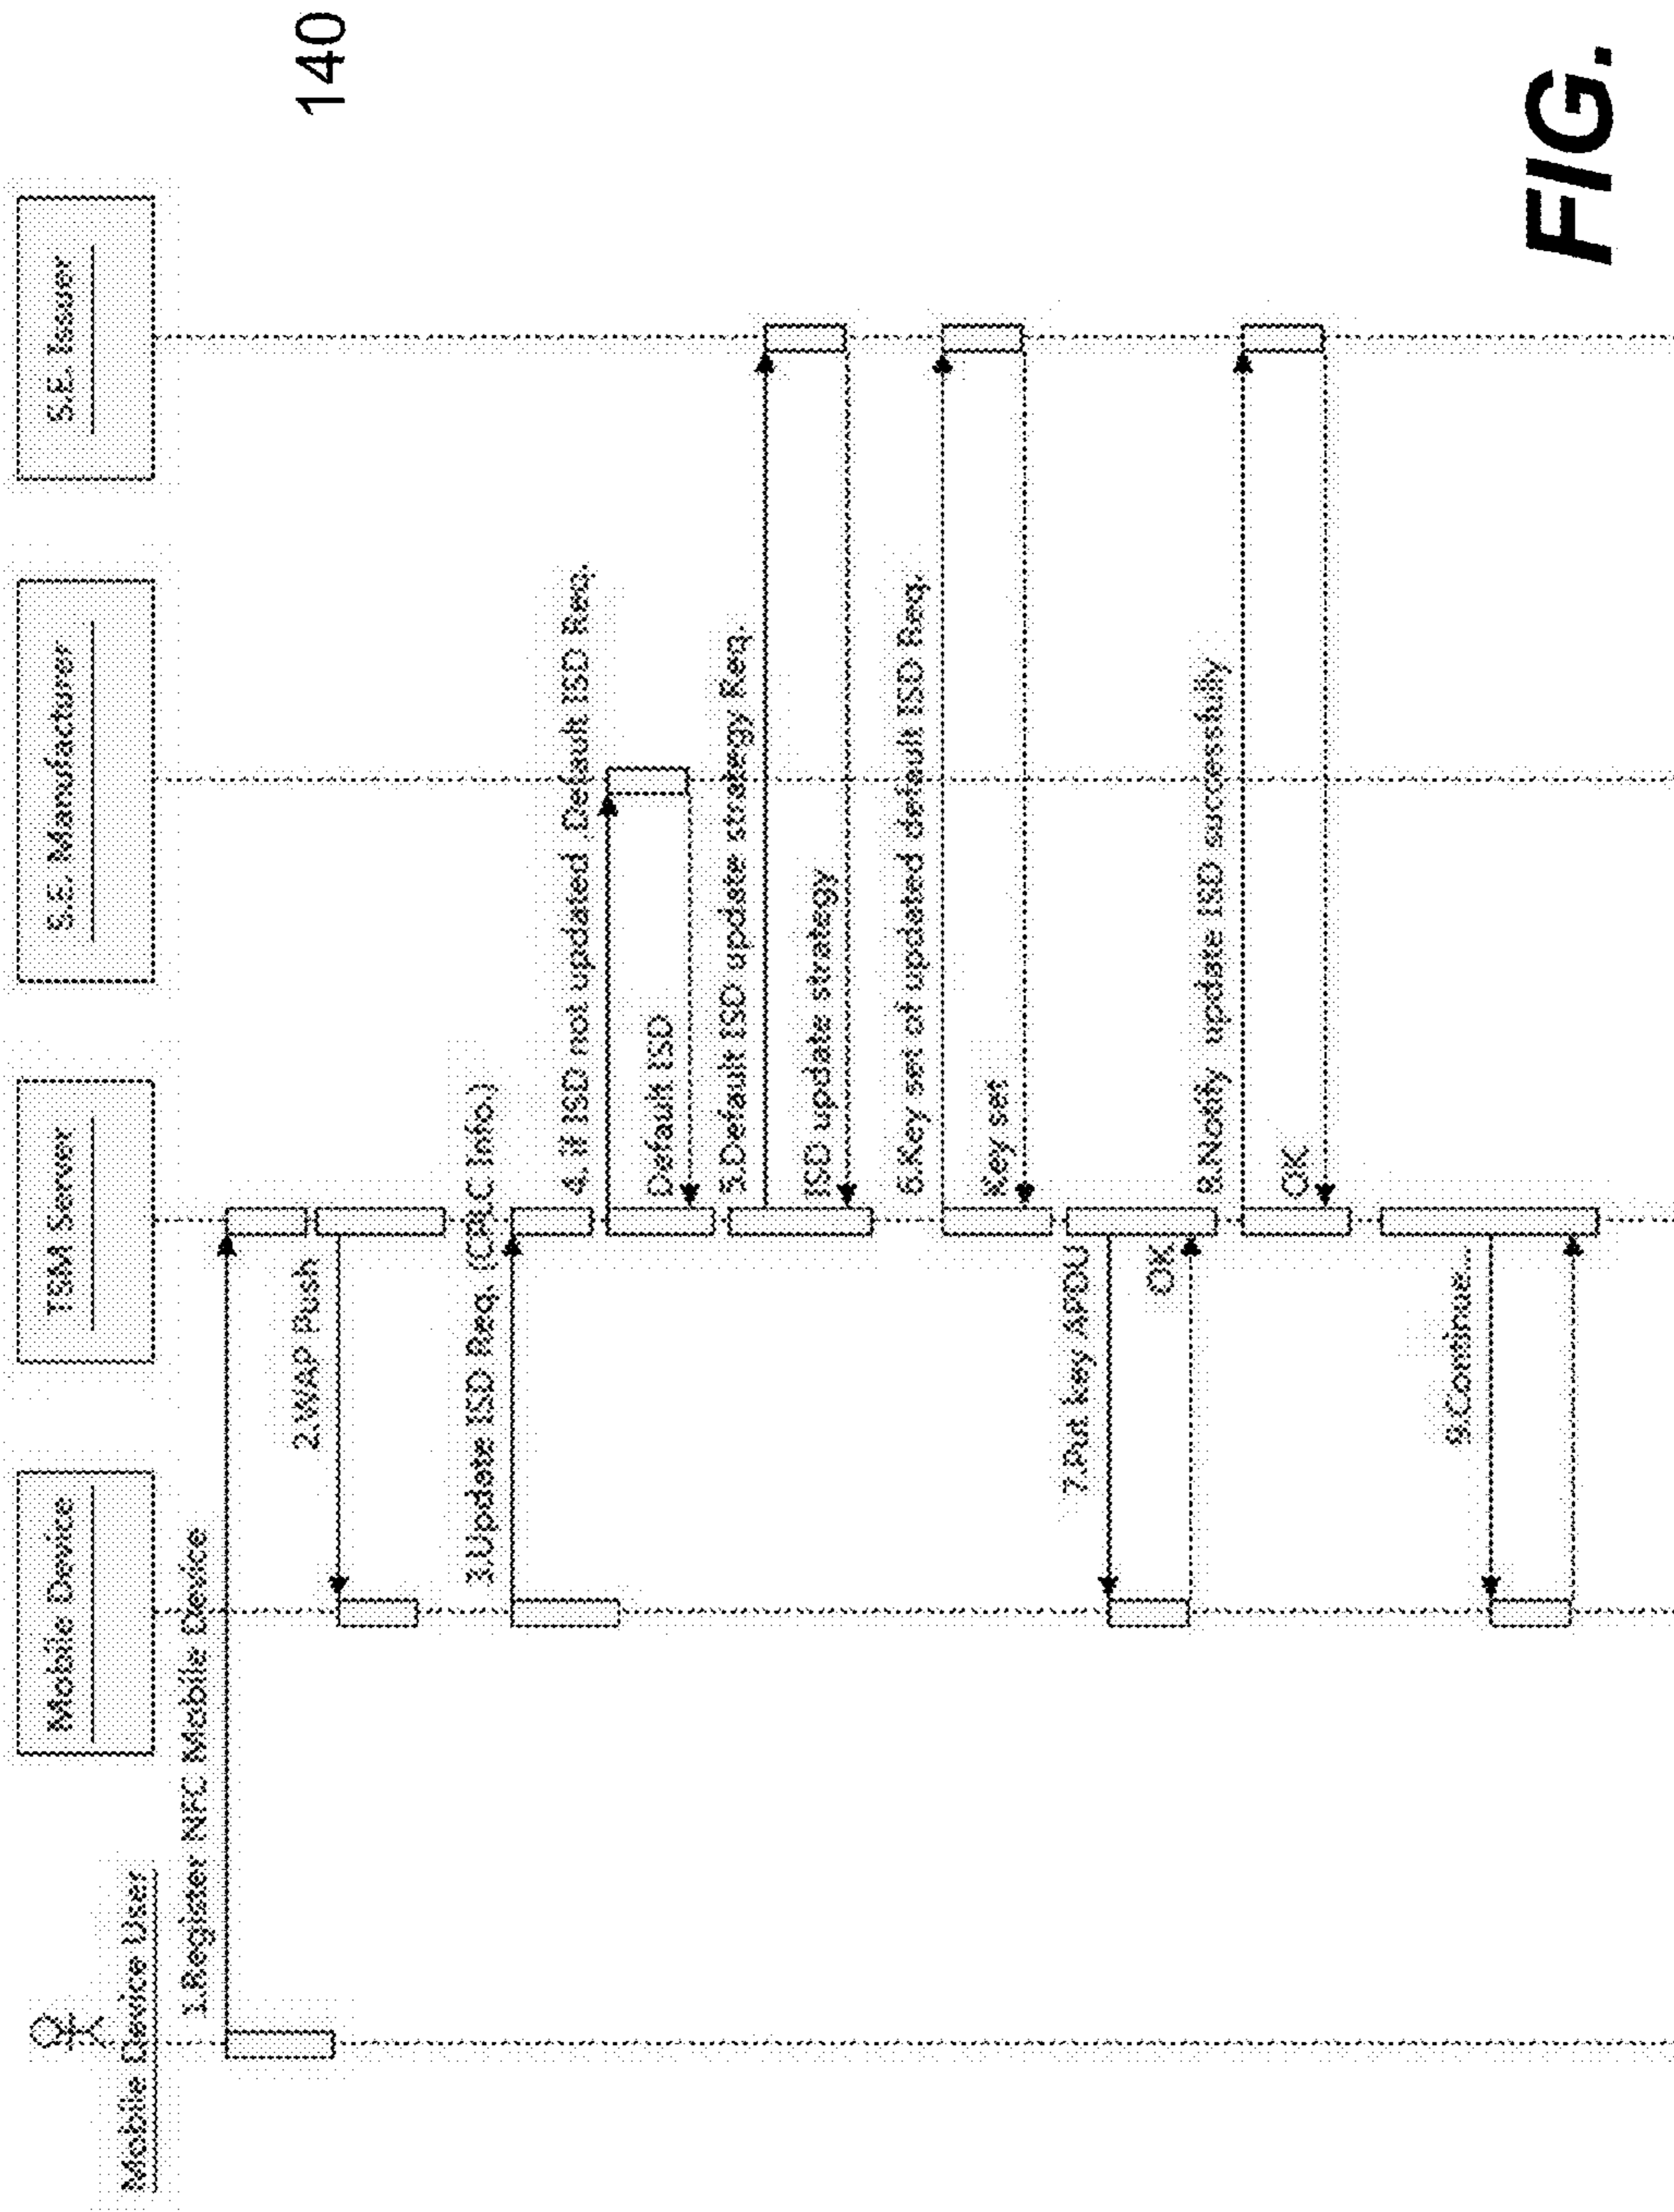 Mobile Device User
Mobile Device
TSM Server
S.E. Manufacturer
S.E. Issuer
140
1.Register NFC Mobile Device
2.WAP Push
3.Update ISD Req. (CPLC Info.)
4. If ISD not updated ,Default ISD Req.
Default ISD
5.Default ISD update strategy Req.
ISD update strategy
6.Key set of updated default ISD Req.
Key set
7.Put key APDU
OK
8.Notify update ISD successfully
OK
9.Continue...
FIG.